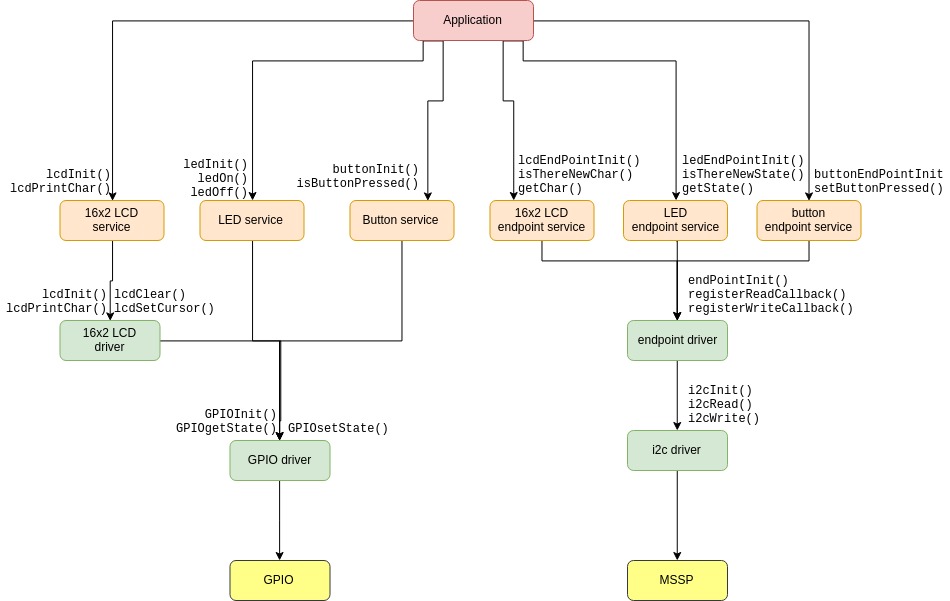 Application
lcdInit()
lcdPrintChar()
ledInit()
ledOn()
ledOff()
buttonInit()
isButtonPressed()
lcdEndPointInit()
isThereNewChar()
getChar()
ledEndPointInit()
isThereNewState()
getState()
buttonEndPointInit
setButtonPressed()
16x2 LCD
service
LED service
Button service
16x2 LCD
endpoint service
LED
endpoint service
button
endpoint service
lcdInit()
lcdPrintChar()
lcdClear()
lcdSetCursor()
endPointInit()
registerReadCallback()
registerWriteCallback()
16x2 LCD
driver
endpoint driver
GPIOInit()
GPIOgetState()
GPIOsetState()
i2cInit()
i2cRead()
i2cWrite()
GPIO driver
i2c driver
GPIO
MSSP